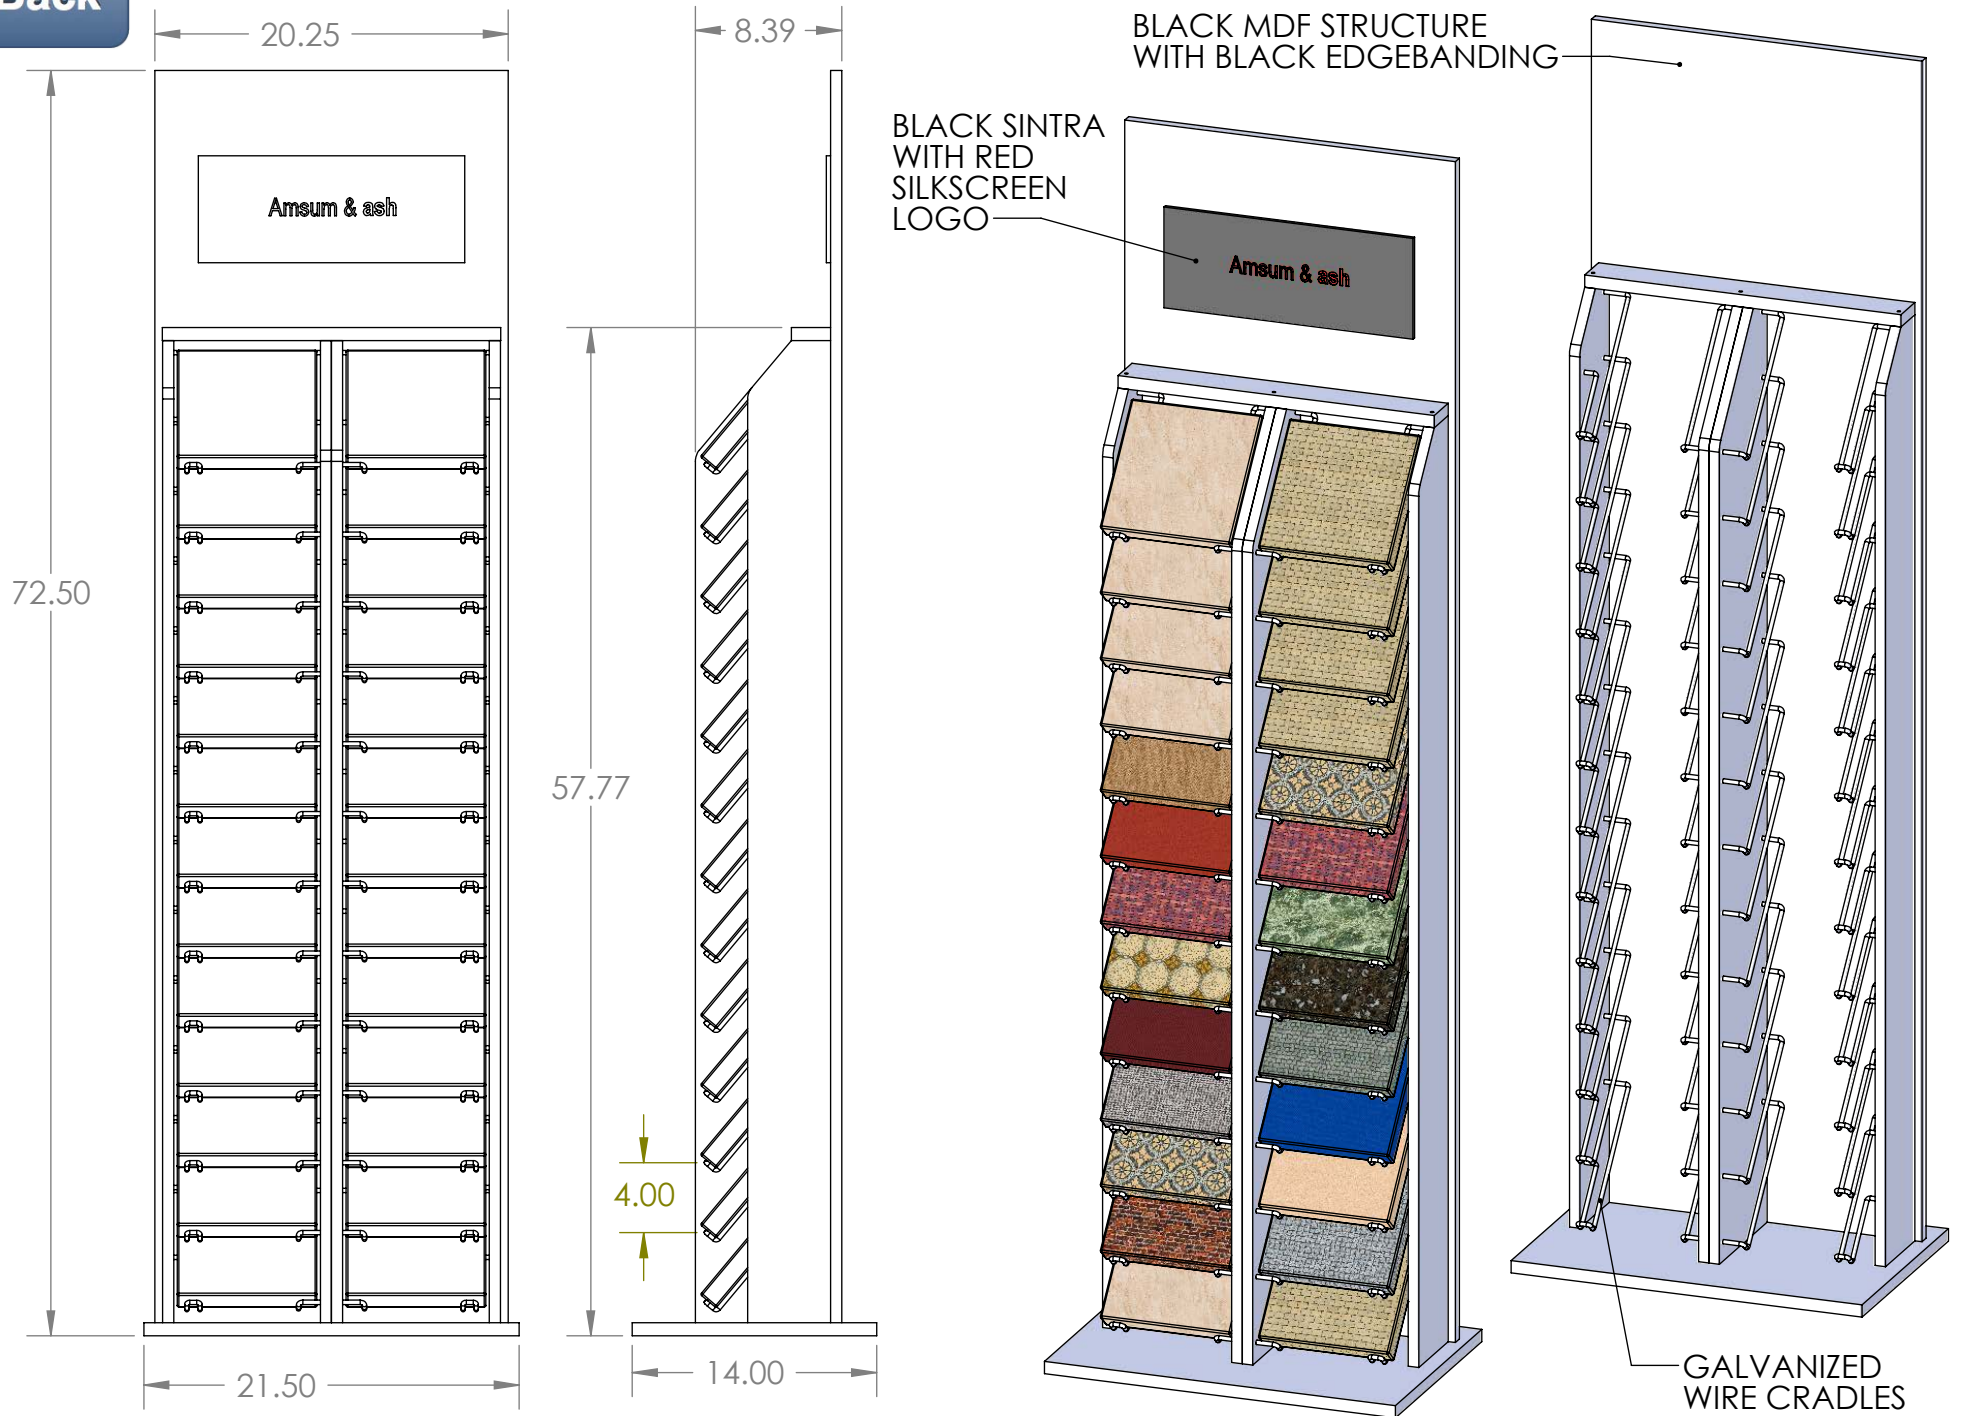 Back
20.25
8.39
BLACK MDF STRUCTURE
WITH BLACK EDGEBANDING
BLACK SINTRA
WITH RED
SILKSCREEN
LOGO
Amsum & ash
Amsum & ash
72.50
57.77
4.00
21.50
14.00
GALVANIZED
WIRE CRADLES